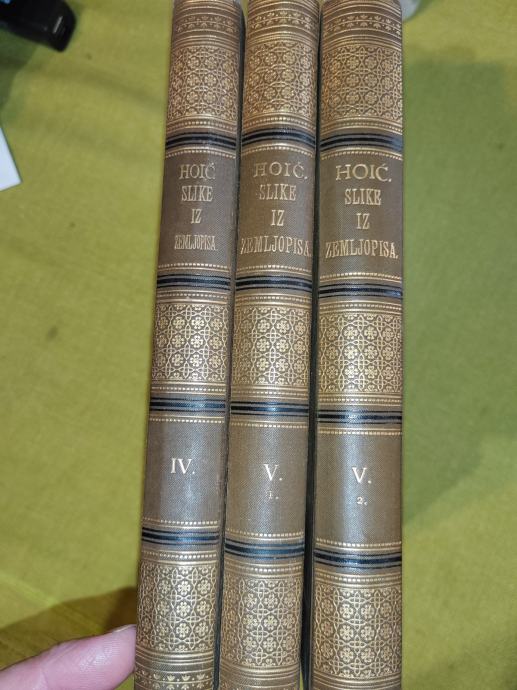 HOIĆ.
SLIKE
IZ
ZEMLJOPISA.
IV.
HOIĆ.
SLIKE
IZ
ZEMLJOPISA.
V.
1.
HOIĆ.
SLIKE
IZ
ZEMLJOPISA.
V.
2.